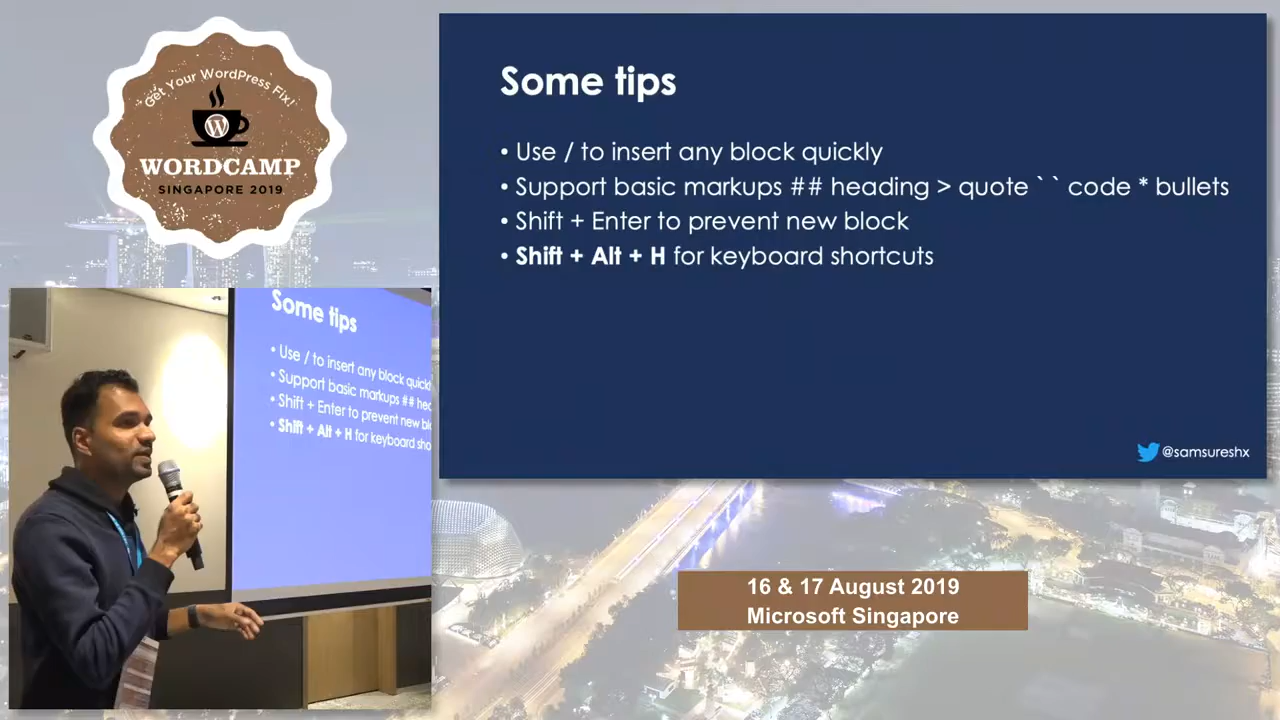 Get Your WordPress Fix!
WORDCAMP
SINGAPORE 2019
Some tips
• Use / to insert any block quickly
• Support basic markups ## heading > quote ` ` code * bullets
• Shift + Enter to prevent new block
• Shift + Alt + H for keyboard shortcuts
@samsureshx
Some tips
• Use / to insert any block quickl
• Support basic markups ## hea
• Shift + Enter to prevent new bl
• Shift + Alt + H for keyboard sho
16 & 17 August 2019
Microsoft Singapore